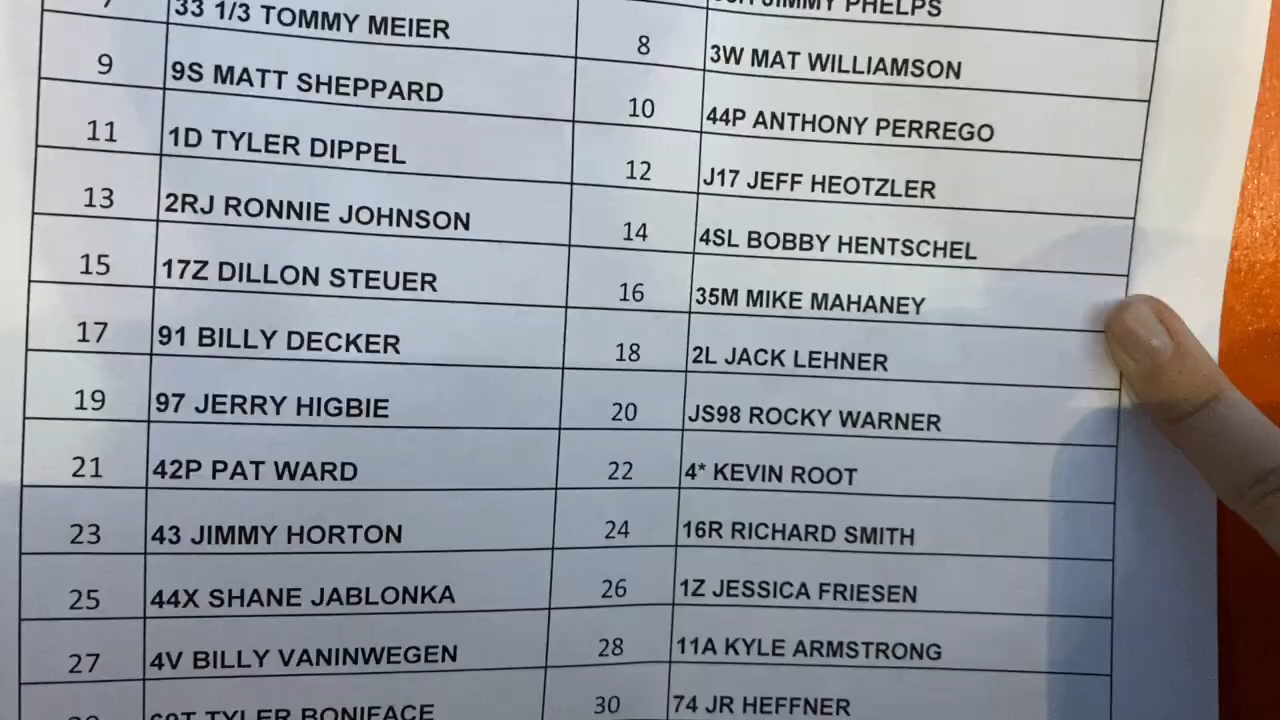 33 1/3 TOMMY MEIER
JIMMY PHELPS
8 3W MAT WILLIAMSON
9 9S MATT SHEPPARD
10 44P ANTHONY PERREGO
11 1D TYLER DIPPEL
12 J17 JEFF HEOTZLER
13 2RJ RONNIE JOHNSON
14 4SL BOBBY HENTSCHEL
15 17Z DILLON STEUER
16 35M MIKE MAHANEY
17 91 BILLY DECKER
18 2L JACK LEHNER
19 97 JERRY HIGBIE
20 JS98 ROCKY WARNER
21 42P PAT WARD
22 4* KEVIN ROOT
23 43 JIMMY HORTON
24 16R RICHARD SMITH
25 44X SHANE JABLONKA
26 1Z JESSICA FRIESEN
27 4V BILLY VANINWEGEN
28 11A KYLE ARMSTRONG
TYLER BONIFACE
30 74 JR HEFFNER